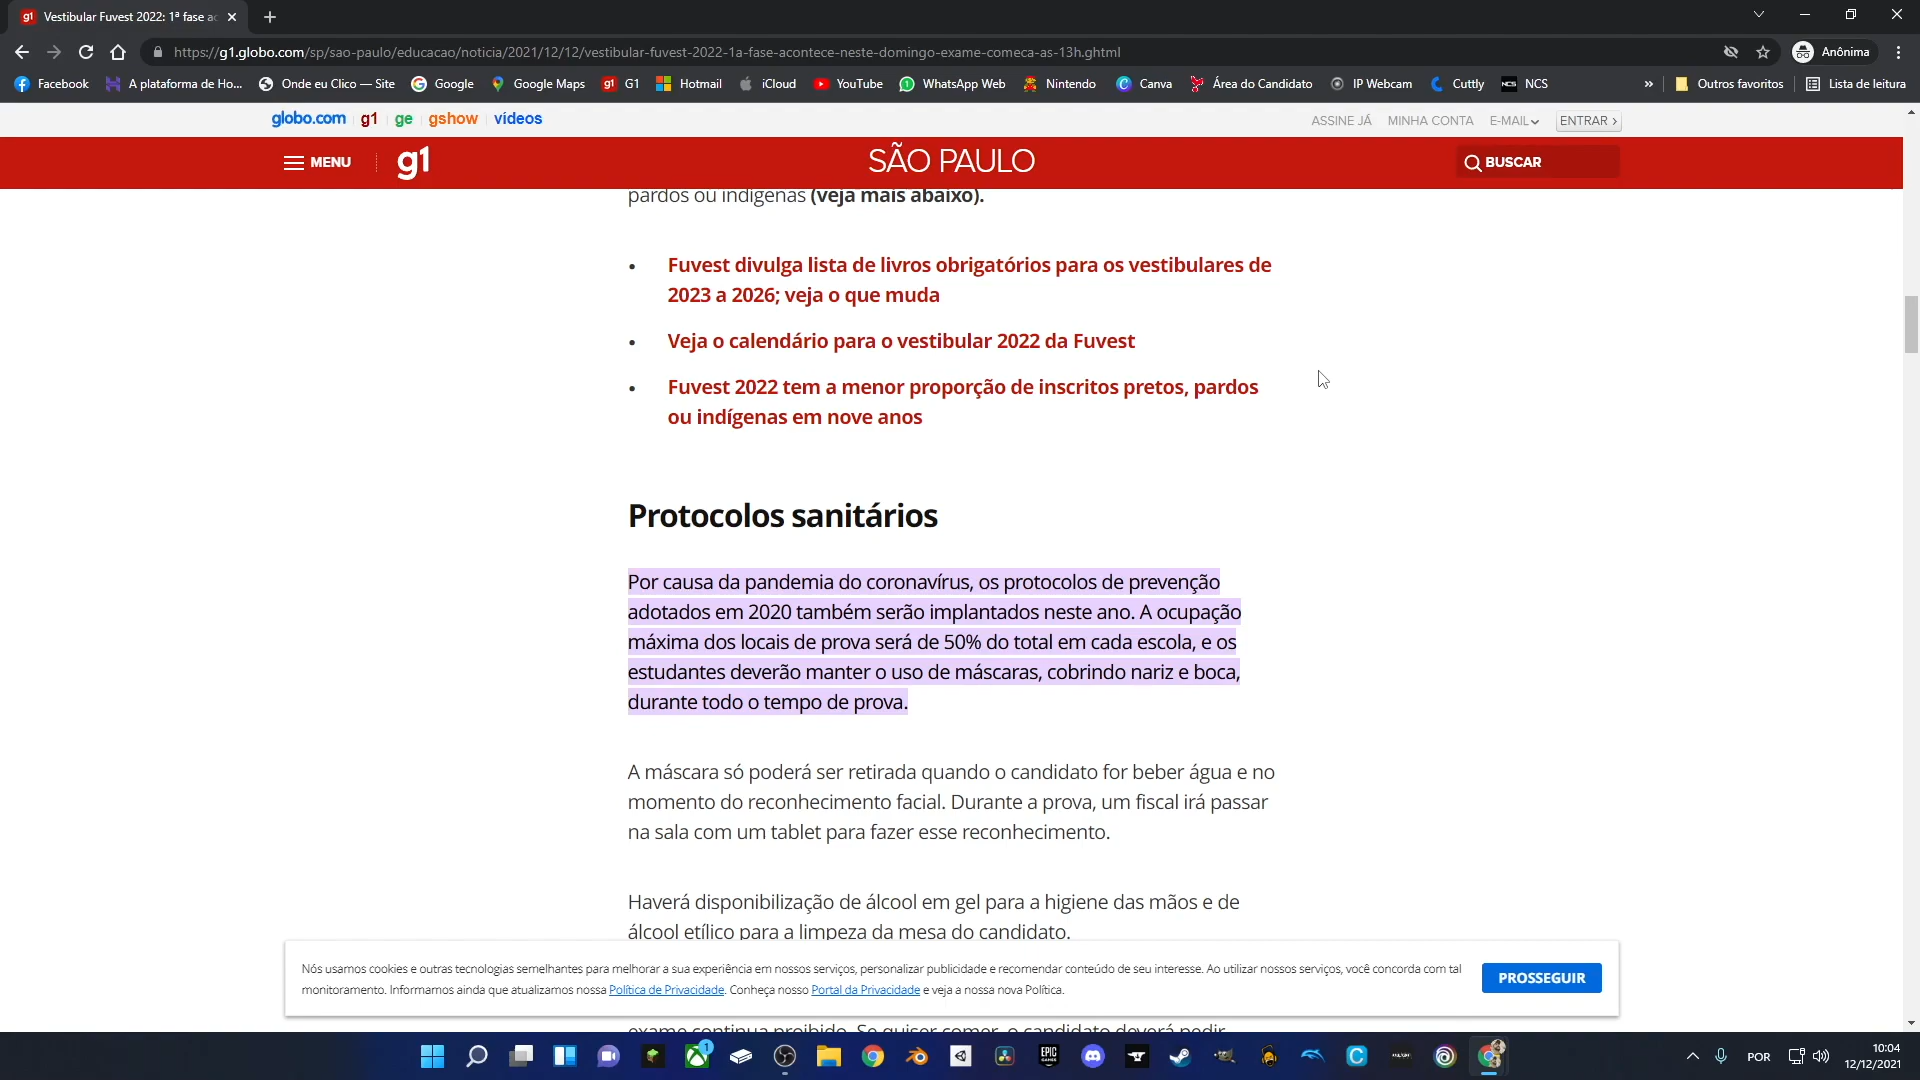 g1 Vestibular Fuvest 2022: 1ª fase ac
https://g1.globo.com/sp/sao-paulo/educacao/noticia/2021/12/12/vestibular-fuvest-2022-1a-fase-acontece-neste-domingo-exame-comeca-as-13h.ghtml
Anônima
Facebook A plataforma de Ho... Onde eu Clico — Site Google Google Maps g1 G1 Hotmail iCloud YouTube WhatsApp Web Nintendo Canva Área do Candidato IP Webcam Cuttly NCS NCS » Outros favoritos Lista de leitura
globo.com g1 ge gshow vídeos ASSINE JÁ MINHA CONTA E-MAIL ENTRAR ›
MENU g1 SÃO PAULO BUSCAR
pardos ou indígenas (veja mais abaixo).
• Fuvest divulga lista de livros obrigatórios para os vestibulares de
2023 a 2026; veja o que muda
• Veja o calendário para o vestibular 2022 da Fuvest
• Fuvest 2022 tem a menor proporção de inscritos pretos, pardos
ou indígenas em nove anos
Protocolos sanitários
Por causa da pandemia do coronavírus, os protocolos de prevenção
adotados em 2020 também serão implantados neste ano. A ocupação
máxima dos locais de prova será de 50% do total em cada escola, e os
estudantes deverão manter o uso de máscaras, cobrindo nariz e boca,
durante todo o tempo de prova.
A máscara só poderá ser retirada quando o candidato for beber água e no
momento do reconhecimento facial. Durante a prova, um fiscal irá passar
na sala com um tablet para fazer esse reconhecimento.
Haverá disponibilização de álcool em gel para a higiene das mãos e de
álcool etílico para a limpeza da mesa do candidato.
Nós usamos cookies e outras tecnologias semelhantes para melhorar a sua experiência em nossos serviços, personalizar publicidade e recomendar conteúdo de seu interesse. Ao utilizar nossos serviços, você concorda com tal
monitoramento. Informamos ainda que atualizamos nossa Política de Privacidade. Conheça nosso Portal da Privacidade e veja a nossa nova Política.
PROSSEGUIR
exame continua proibido. Se quiser comer, o candidato deverá pedir
1
EPIC GAMES
POR
10:04
12/12/2021